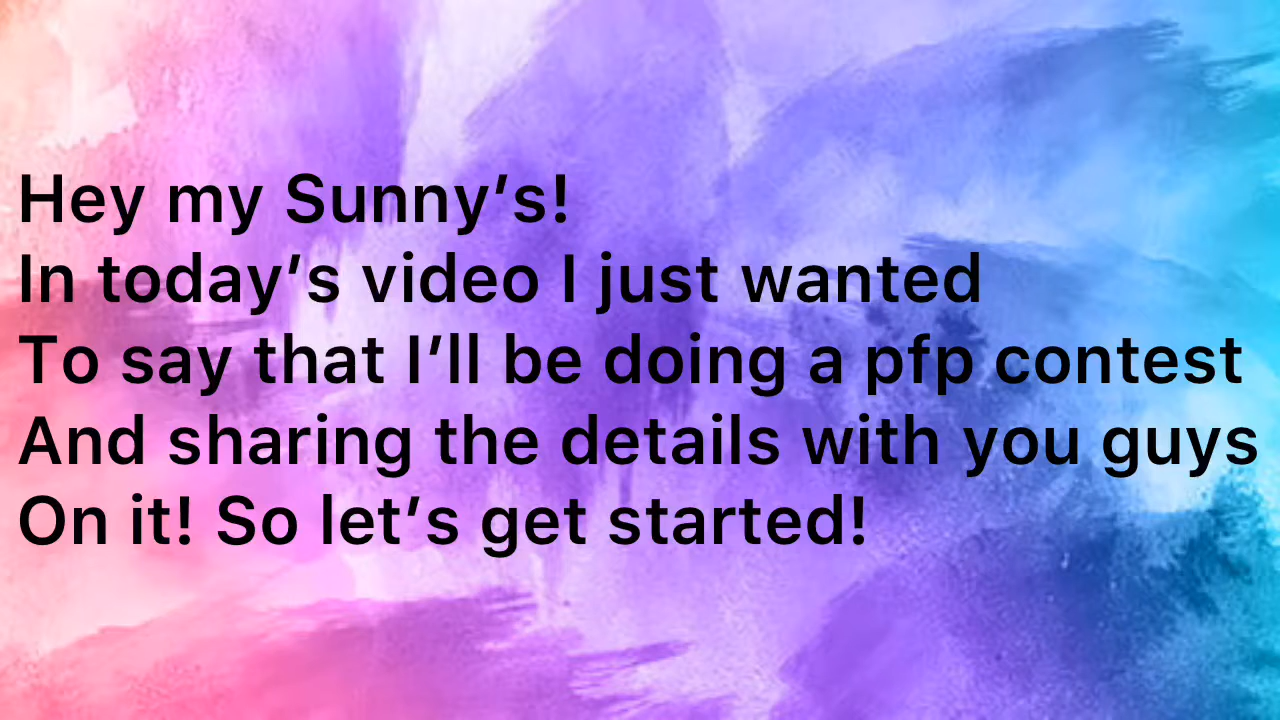 Hey my Sunny’s!
In today’s video I just wanted
To say that I’ll be doing a pfp contest
And sharing the details with you guys
On it! So let’s get started!